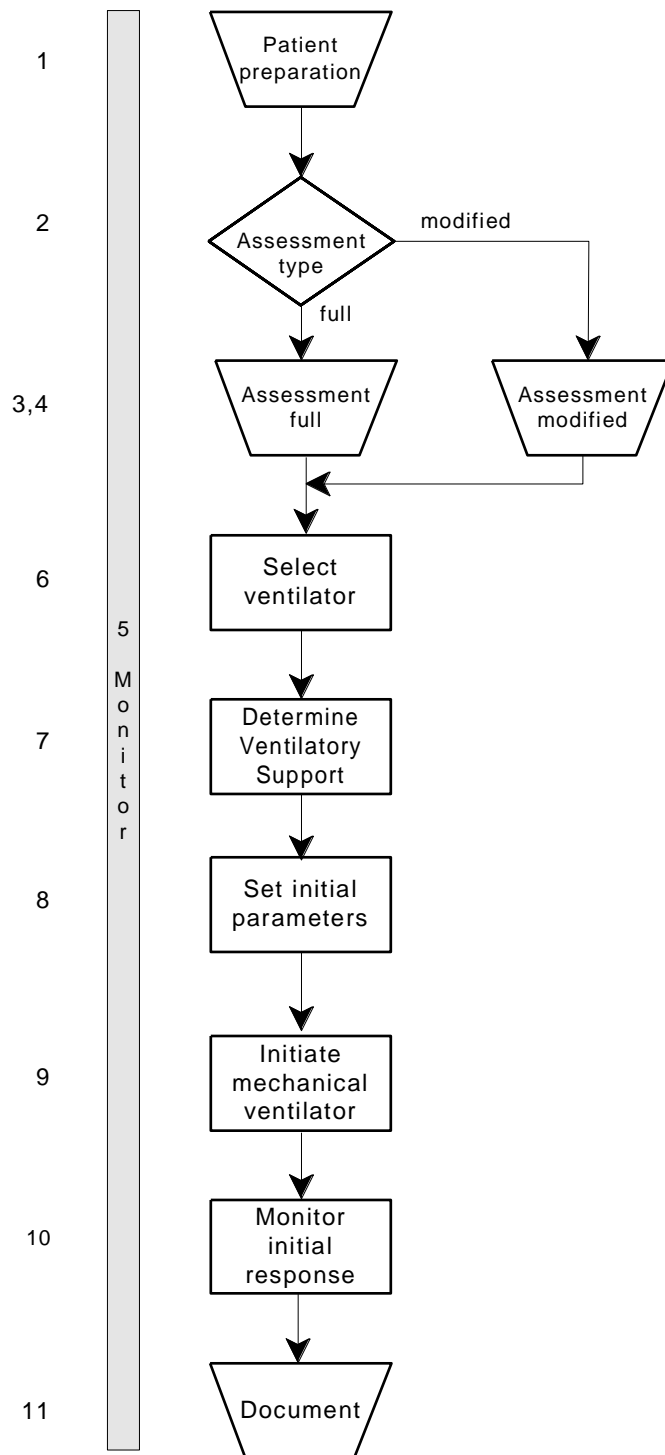 1
Patient
preparation
2
Assessment
type
modified
full
3,4
Assessment
full
Assessment
modified
6
Select
ventilator
5
M
o
n
i
t
o
r
7
Determine
Ventilatory
Support
8
Set initial
parameters
9
Initiate
mechanical
ventilator
10
Monitor
initial
response
11
Document